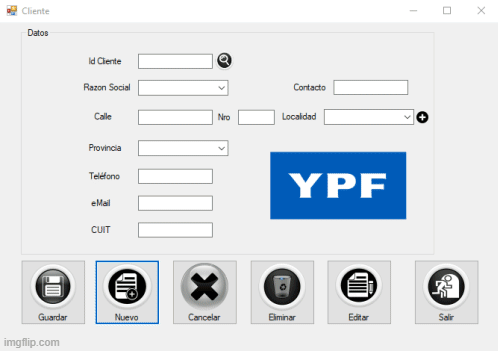 Cliente
Datos
Id Cliente
Razon Social
Contacto
Calle
Nro
Localidad
Provincia
YPF
Teléfono
eMail
CUIT
Guardar
Nuevo
Cancelar
Eliminar
Editar
Salir
imgflip.com